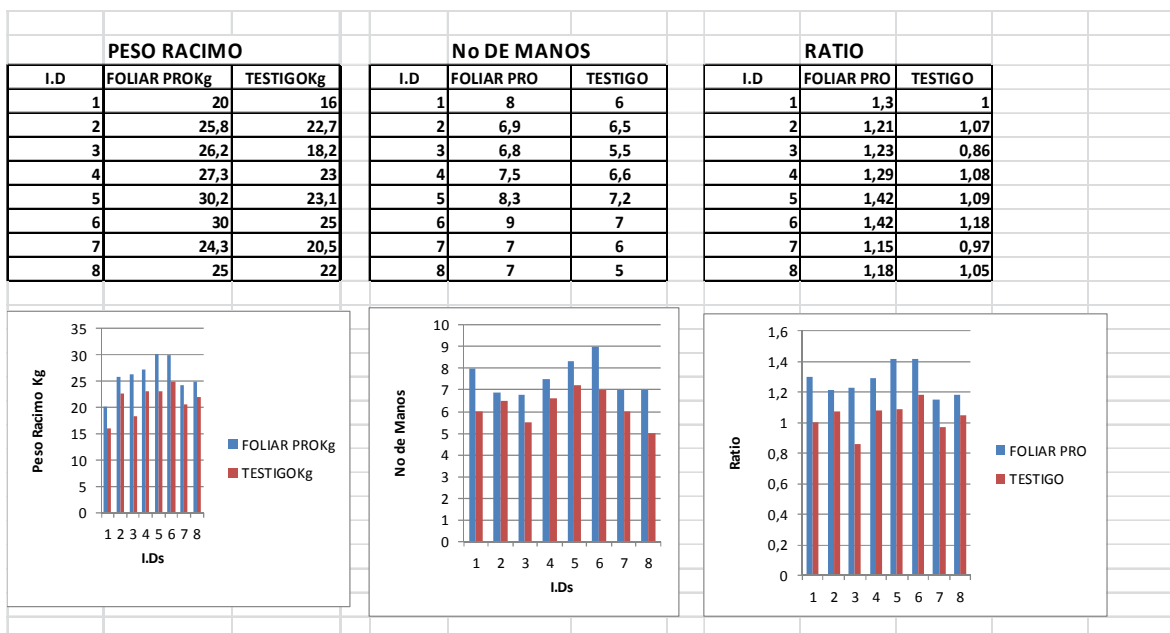 PESO RACIMO No DE MANOS RATIO
I.D FOLIAR PROKg TESTIGOKg I.D FOLIAR PRO TESTIGO I.D FOLIAR PRO TESTIGO
1 20 16 1 8 6 1 1,3 1
2 25,8 22,7 2 6,9 6,5 2 1,21 1,07
3 26,2 18,2 3 6,8 5,5 3 1,23 0,86
4 27,3 23 4 7,5 6,6 4 1,29 1,08
5 30,2 23,1 5 8,3 7,2 5 1,42 1,09
6 30 25 6 9 7 6 1,42 1,18
7 24,3 20,5 7 7 6 7 1,15 0,97
8 25 22 8 7 5 8 1,18 1,05
Peso Racimo Kg
35
30
25
20
15
10
5
0
1 2 3 4 5 6 7 8
I.Ds
FOLIAR PROKg
TESTIGOKg
No de Manos
10
9
8
7
6
5
4
3
2
1
0
1 2 3 4 5 6 7 8
I.Ds
Ratio
1,6
1,4
1,2
1
0,8
0,6
0,4
0,2
0
1 2 3 4 5 6 7 8
FOLIAR PRO
TESTIGO